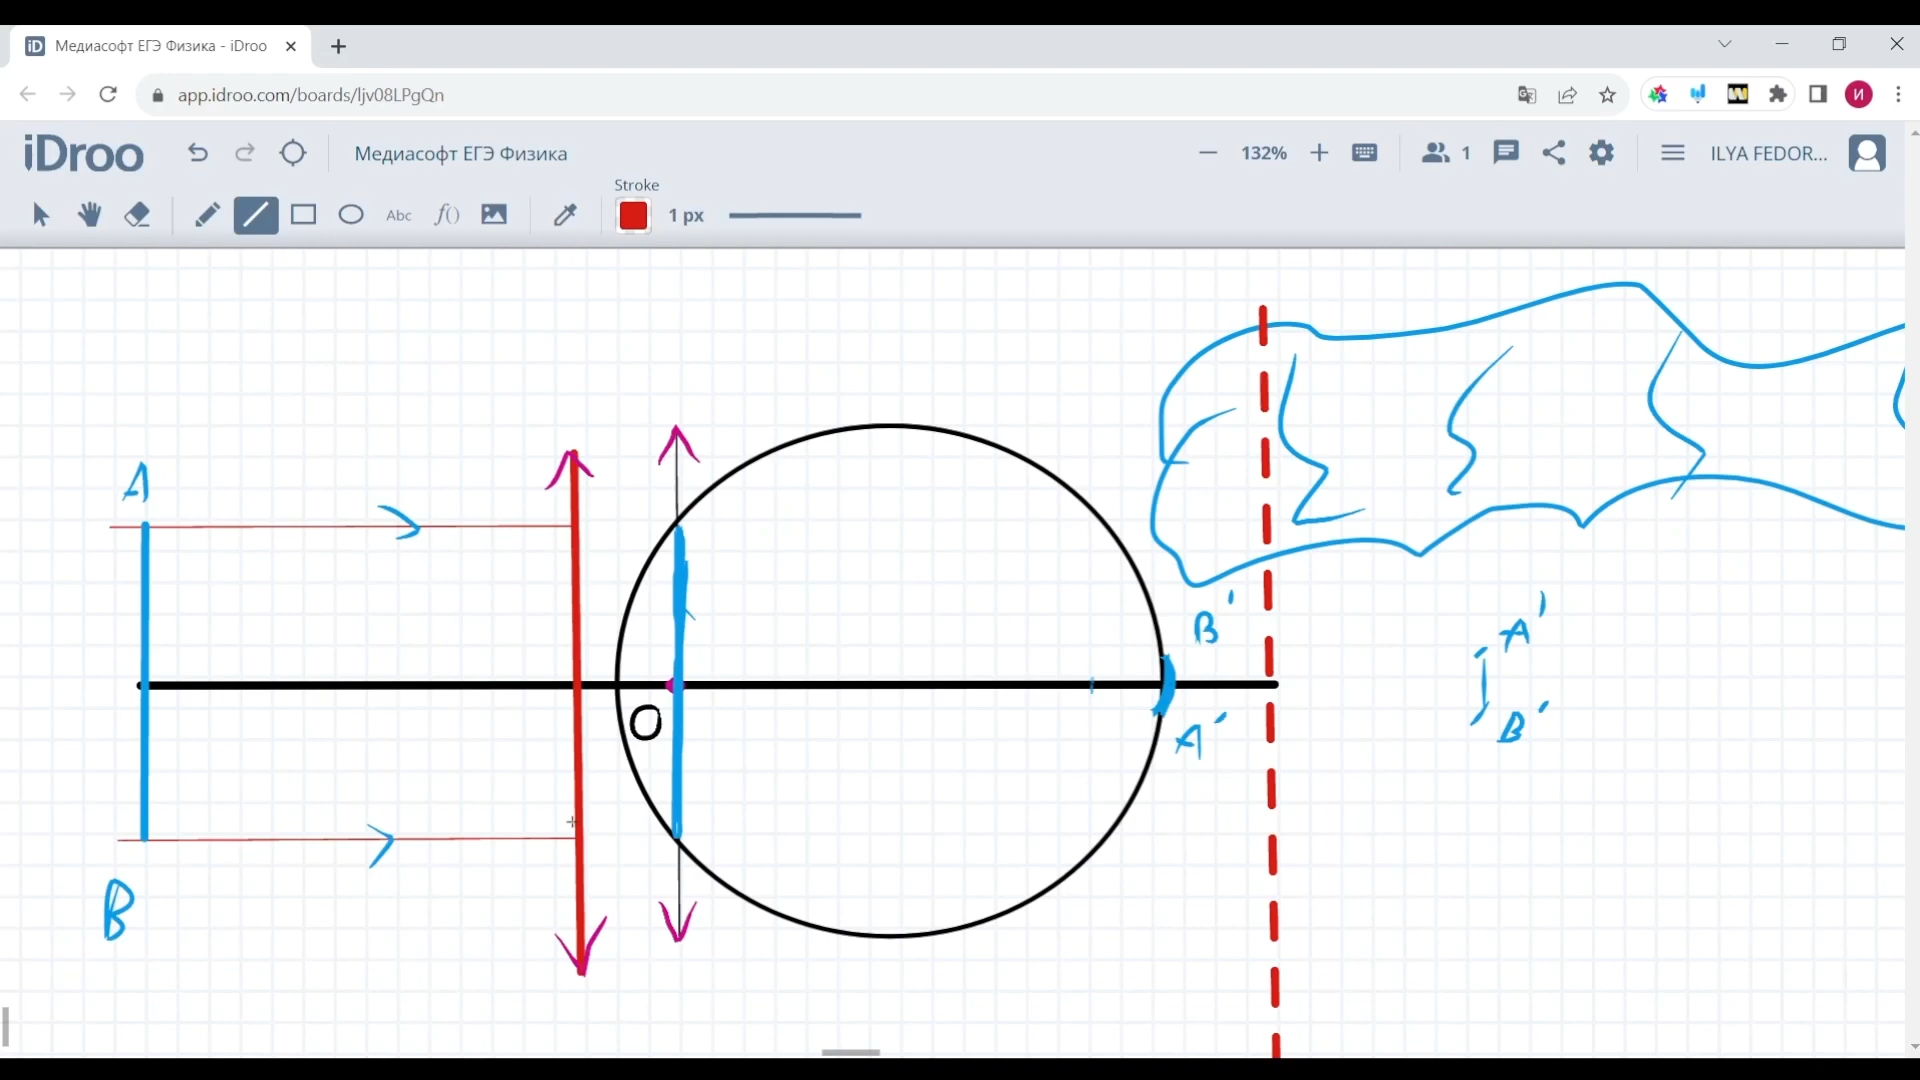 Медиасофт ЕГЭ Физика - iDroo
app.idroo.com/boards/ljv08LPgQn
И
iDroo
Медиасофт ЕГЭ Физика
132%
1
ILYA FEDOR...
Stroke
Abc
f()
1 px
A
B'
A'
O
A'
B'
B